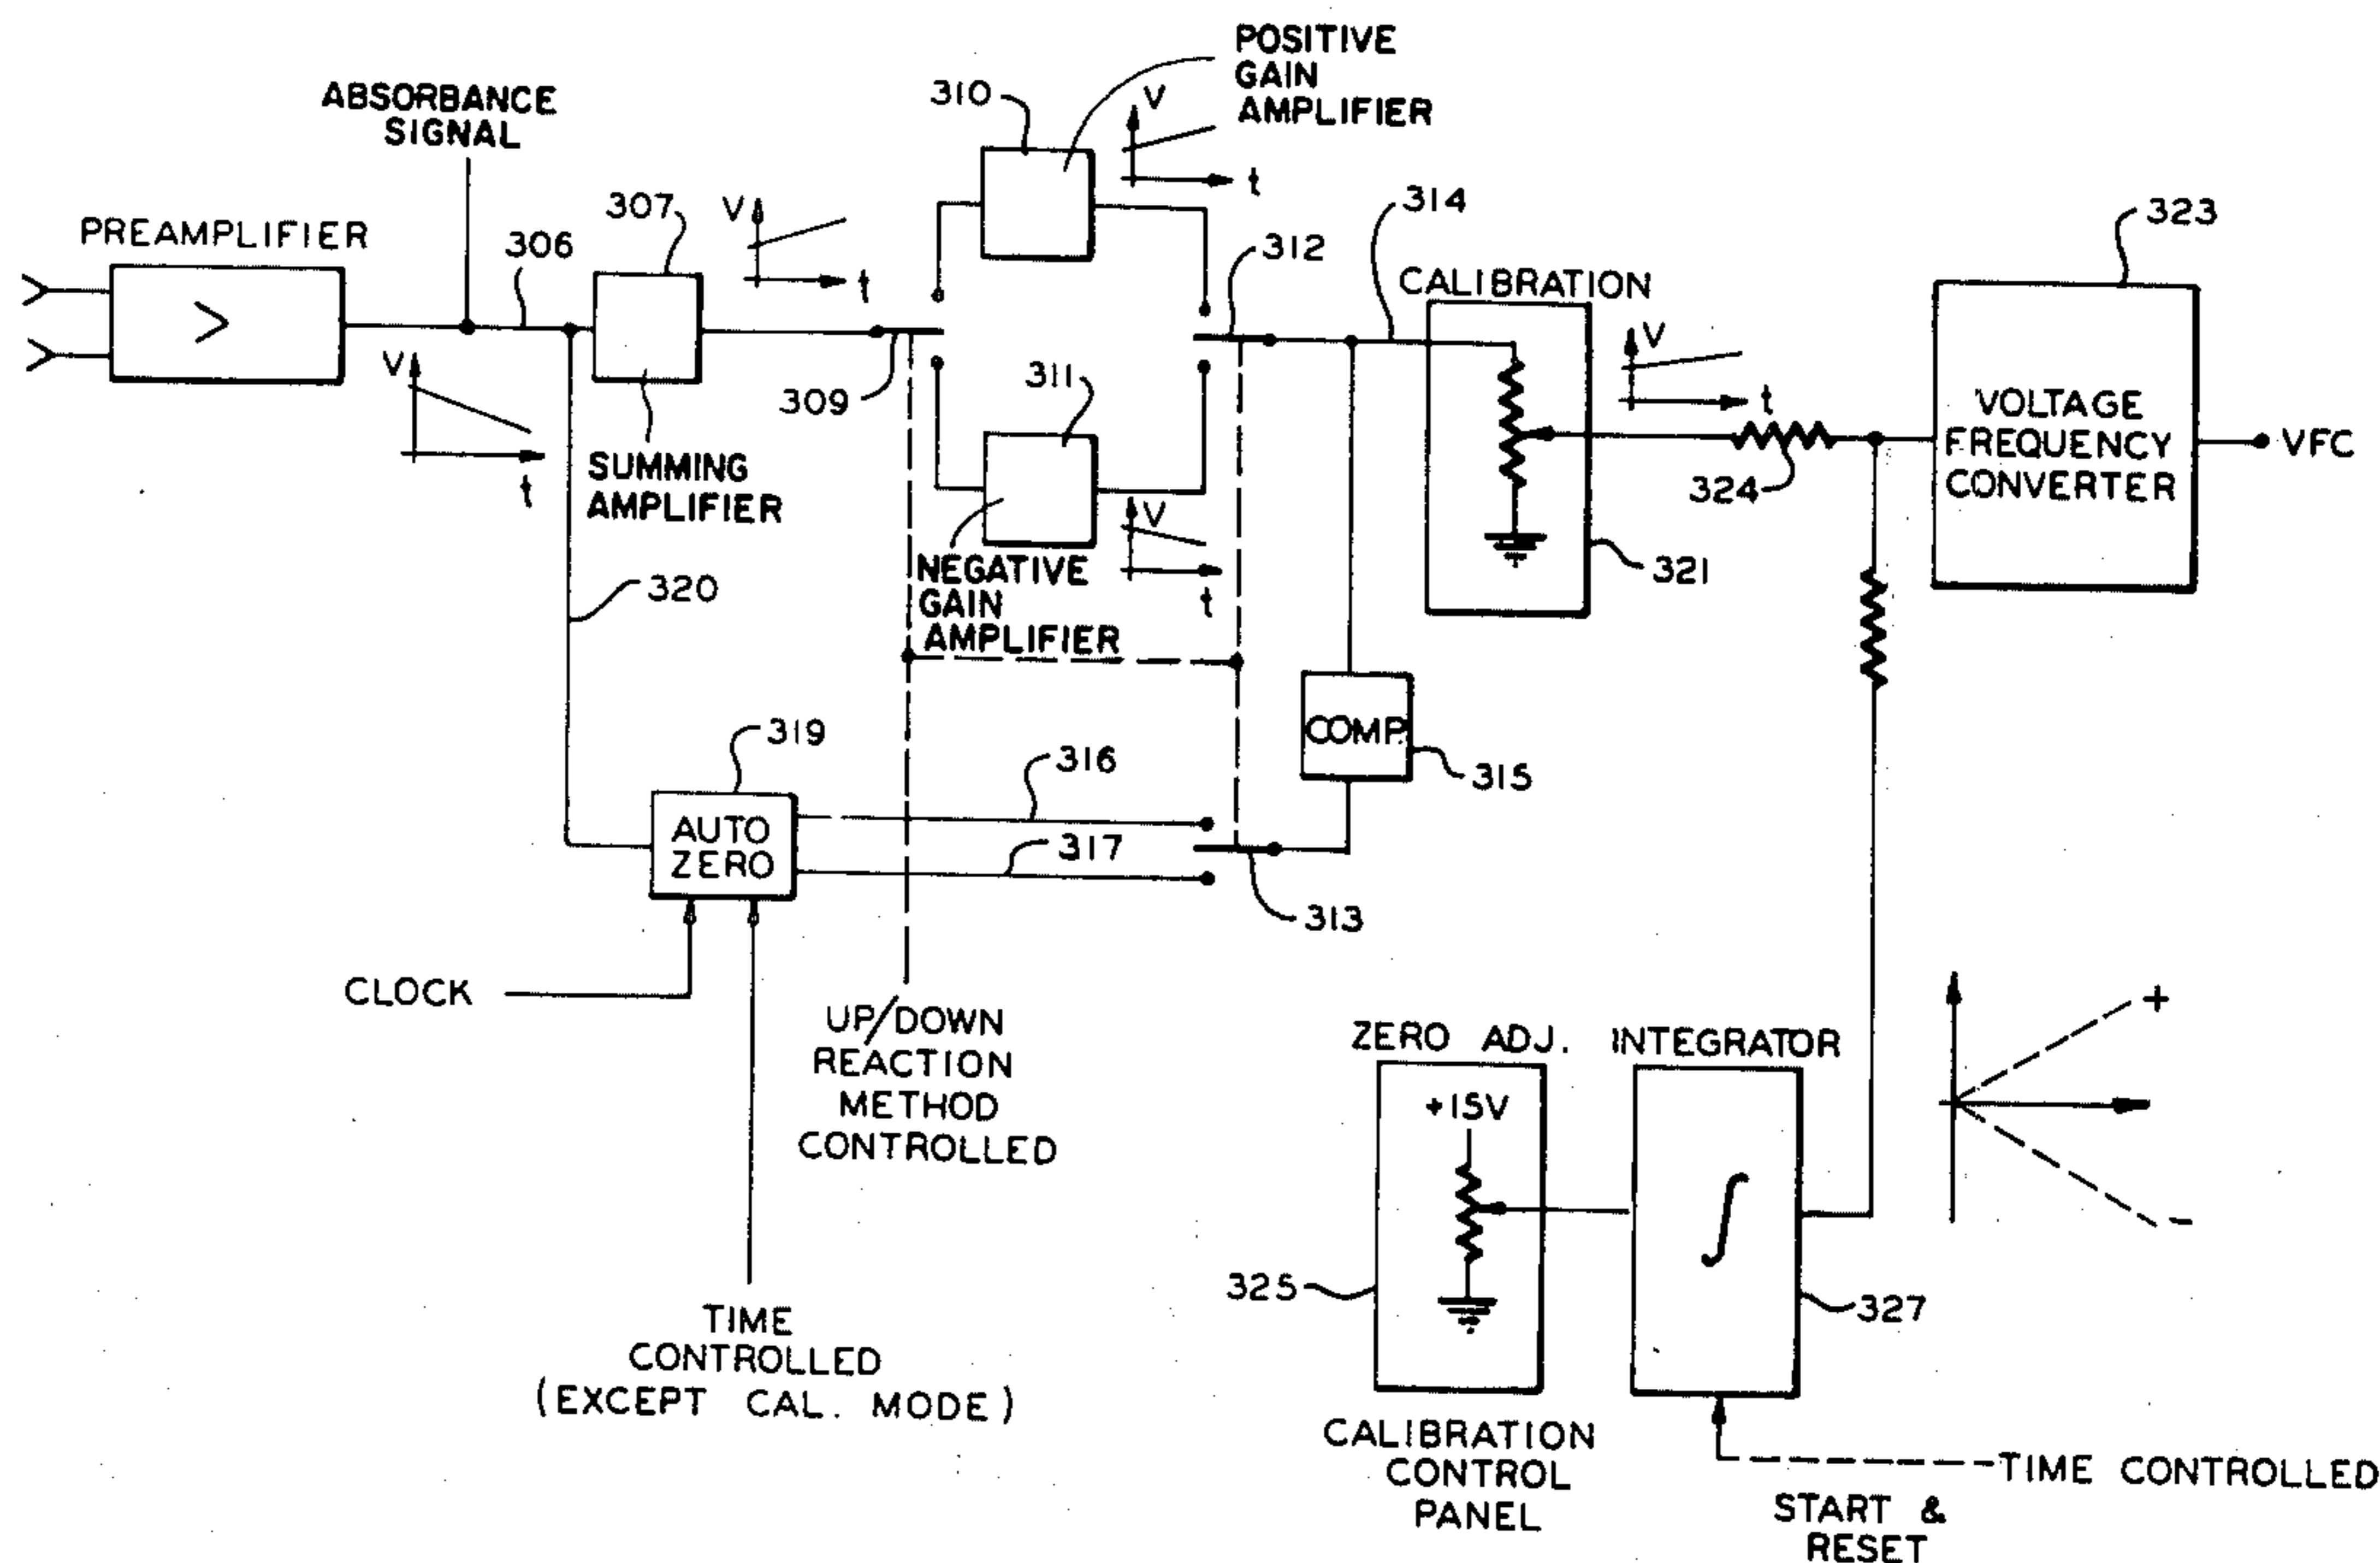 POSITIVE
GAIN
AMPLIFIER
310
V
t
ABSORBANCE
SIGNAL
PREAMPLIFIER
>
306
307
V
t
V
t
SUMMING
AMPLIFIER
309
312
314
311
V
t
NEGATIVE
GAIN
AMPLIFIER
CALIBRATION
V
t
324
321
323
VOLTAGE
FREQUENCY
CONVERTER
VFC
320
319
AUTO
ZERO
316
317
COMP.
315
313
CLOCK
UP/DOWN
REACTION
METHOD
CONTROLLED
TIME
CONTROLLED
(EXCEPT CAL. MODE)
ZERO ADJ.
+15V
325
CALIBRATION
CONTROL
PANEL
INTEGRATOR
∫
327
+
-
TIME CONTROLLED
START &
RESET